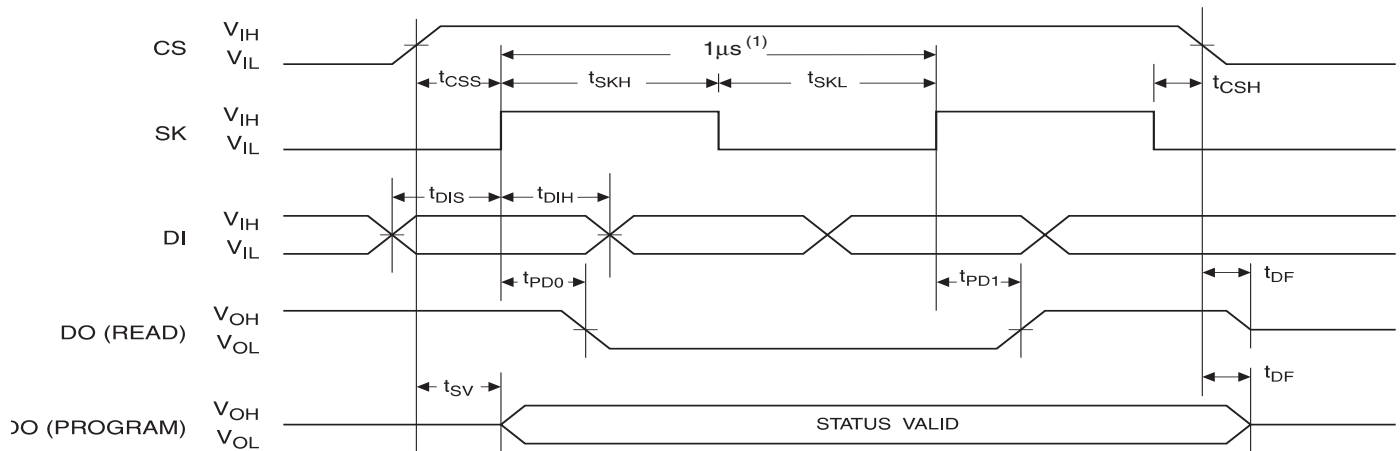 CS VIH
VIL
1μs (1)
tCSS tSKH tSKL tCSH
SK VIH
VIL
tDIS tDIH
DI VIH
VIL
tPD0 tPD1 tDF
DO (READ) VOH
VOL
tSV tDF
DO (PROGRAM) VOH
VOL
STATUS VALID